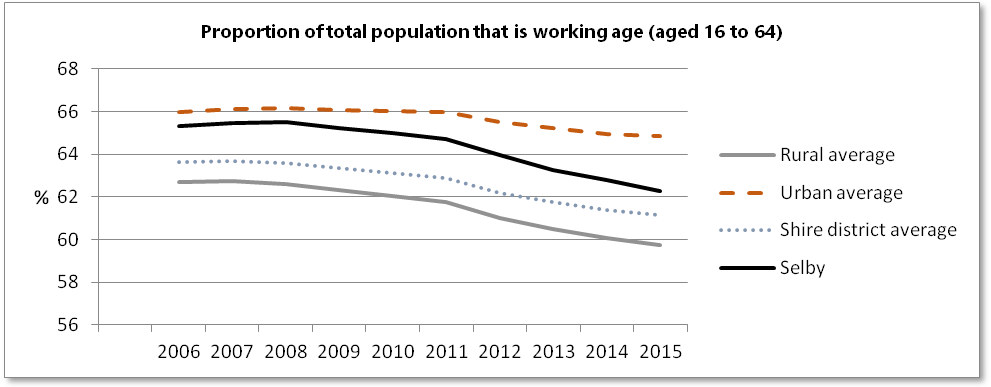 Proportion of total population that is working age (aged 16 to 64)
68
66
64
62
60
58
56
%
2006 2007 2008 2009 2010 2011 2012 2013 2014 2015
Rural average
Urban average
Shire district average
Selby